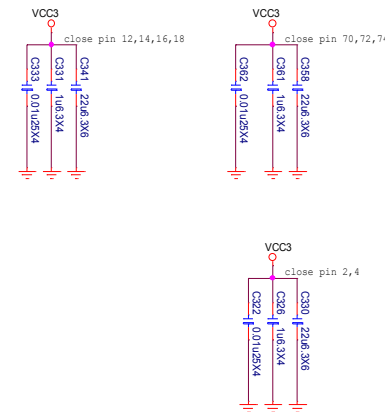 VCC3
close pin 12,14,16,18
C333
0.01u25X4
C331
1u6.3X4
C341
22u6.3X6
VCC3
close pin 70,72,74
C362
0.01u25X4
C361
1u6.3X4
C358
22u6.3X6
VCC3
close pin 2,4
C322
0.01u25X4
C326
1u6.3X4
C330
22u6.3X6